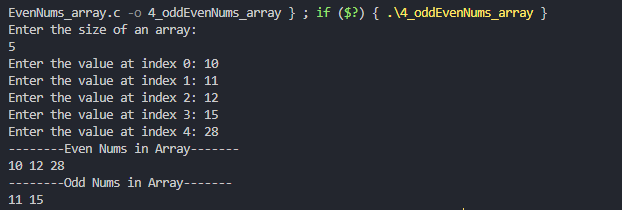 EvenNums_array.c -o 4_oddEvenNums_array } ; if ($?) { .\4_oddEvenNums_array }
Enter the size of an array:
5
Enter the value at index 0: 10
Enter the value at index 1: 11
Enter the value at index 2: 12
Enter the value at index 3: 15
Enter the value at index 4: 28
--------Even Nums in Array-------
10 12 28
--------Odd Nums in Array-------
11 15